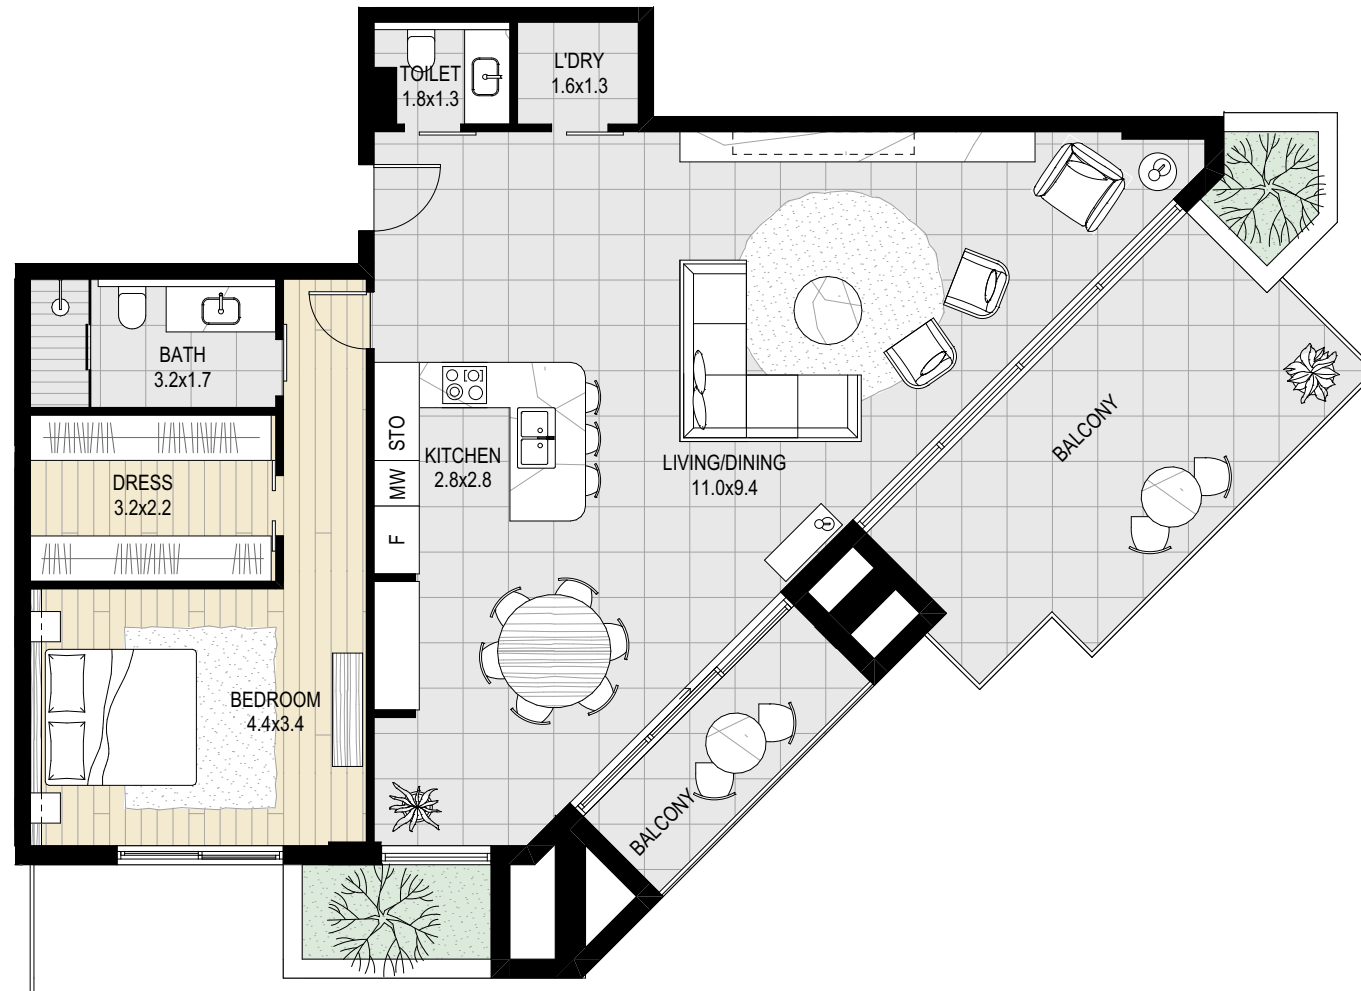 TOILET
1.8x1.3
L'DRY
1.6x1.3
BATH
3.2x1.7
STO
MW
F
KITCHEN
2.8x2.8
LIVING/DINING
11.0x9.4
BALCONY
DRESS
3.2x2.2
BEDROOM
4.4x3.4
BALCONY